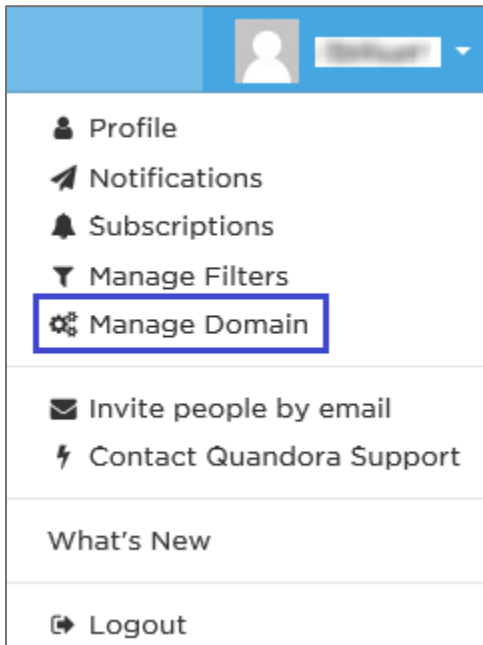 Profile
Notifications
Subscriptions
Manage Filters
Manage Domain
Invite people by email
Contact Quandora Support
What's New
Logout